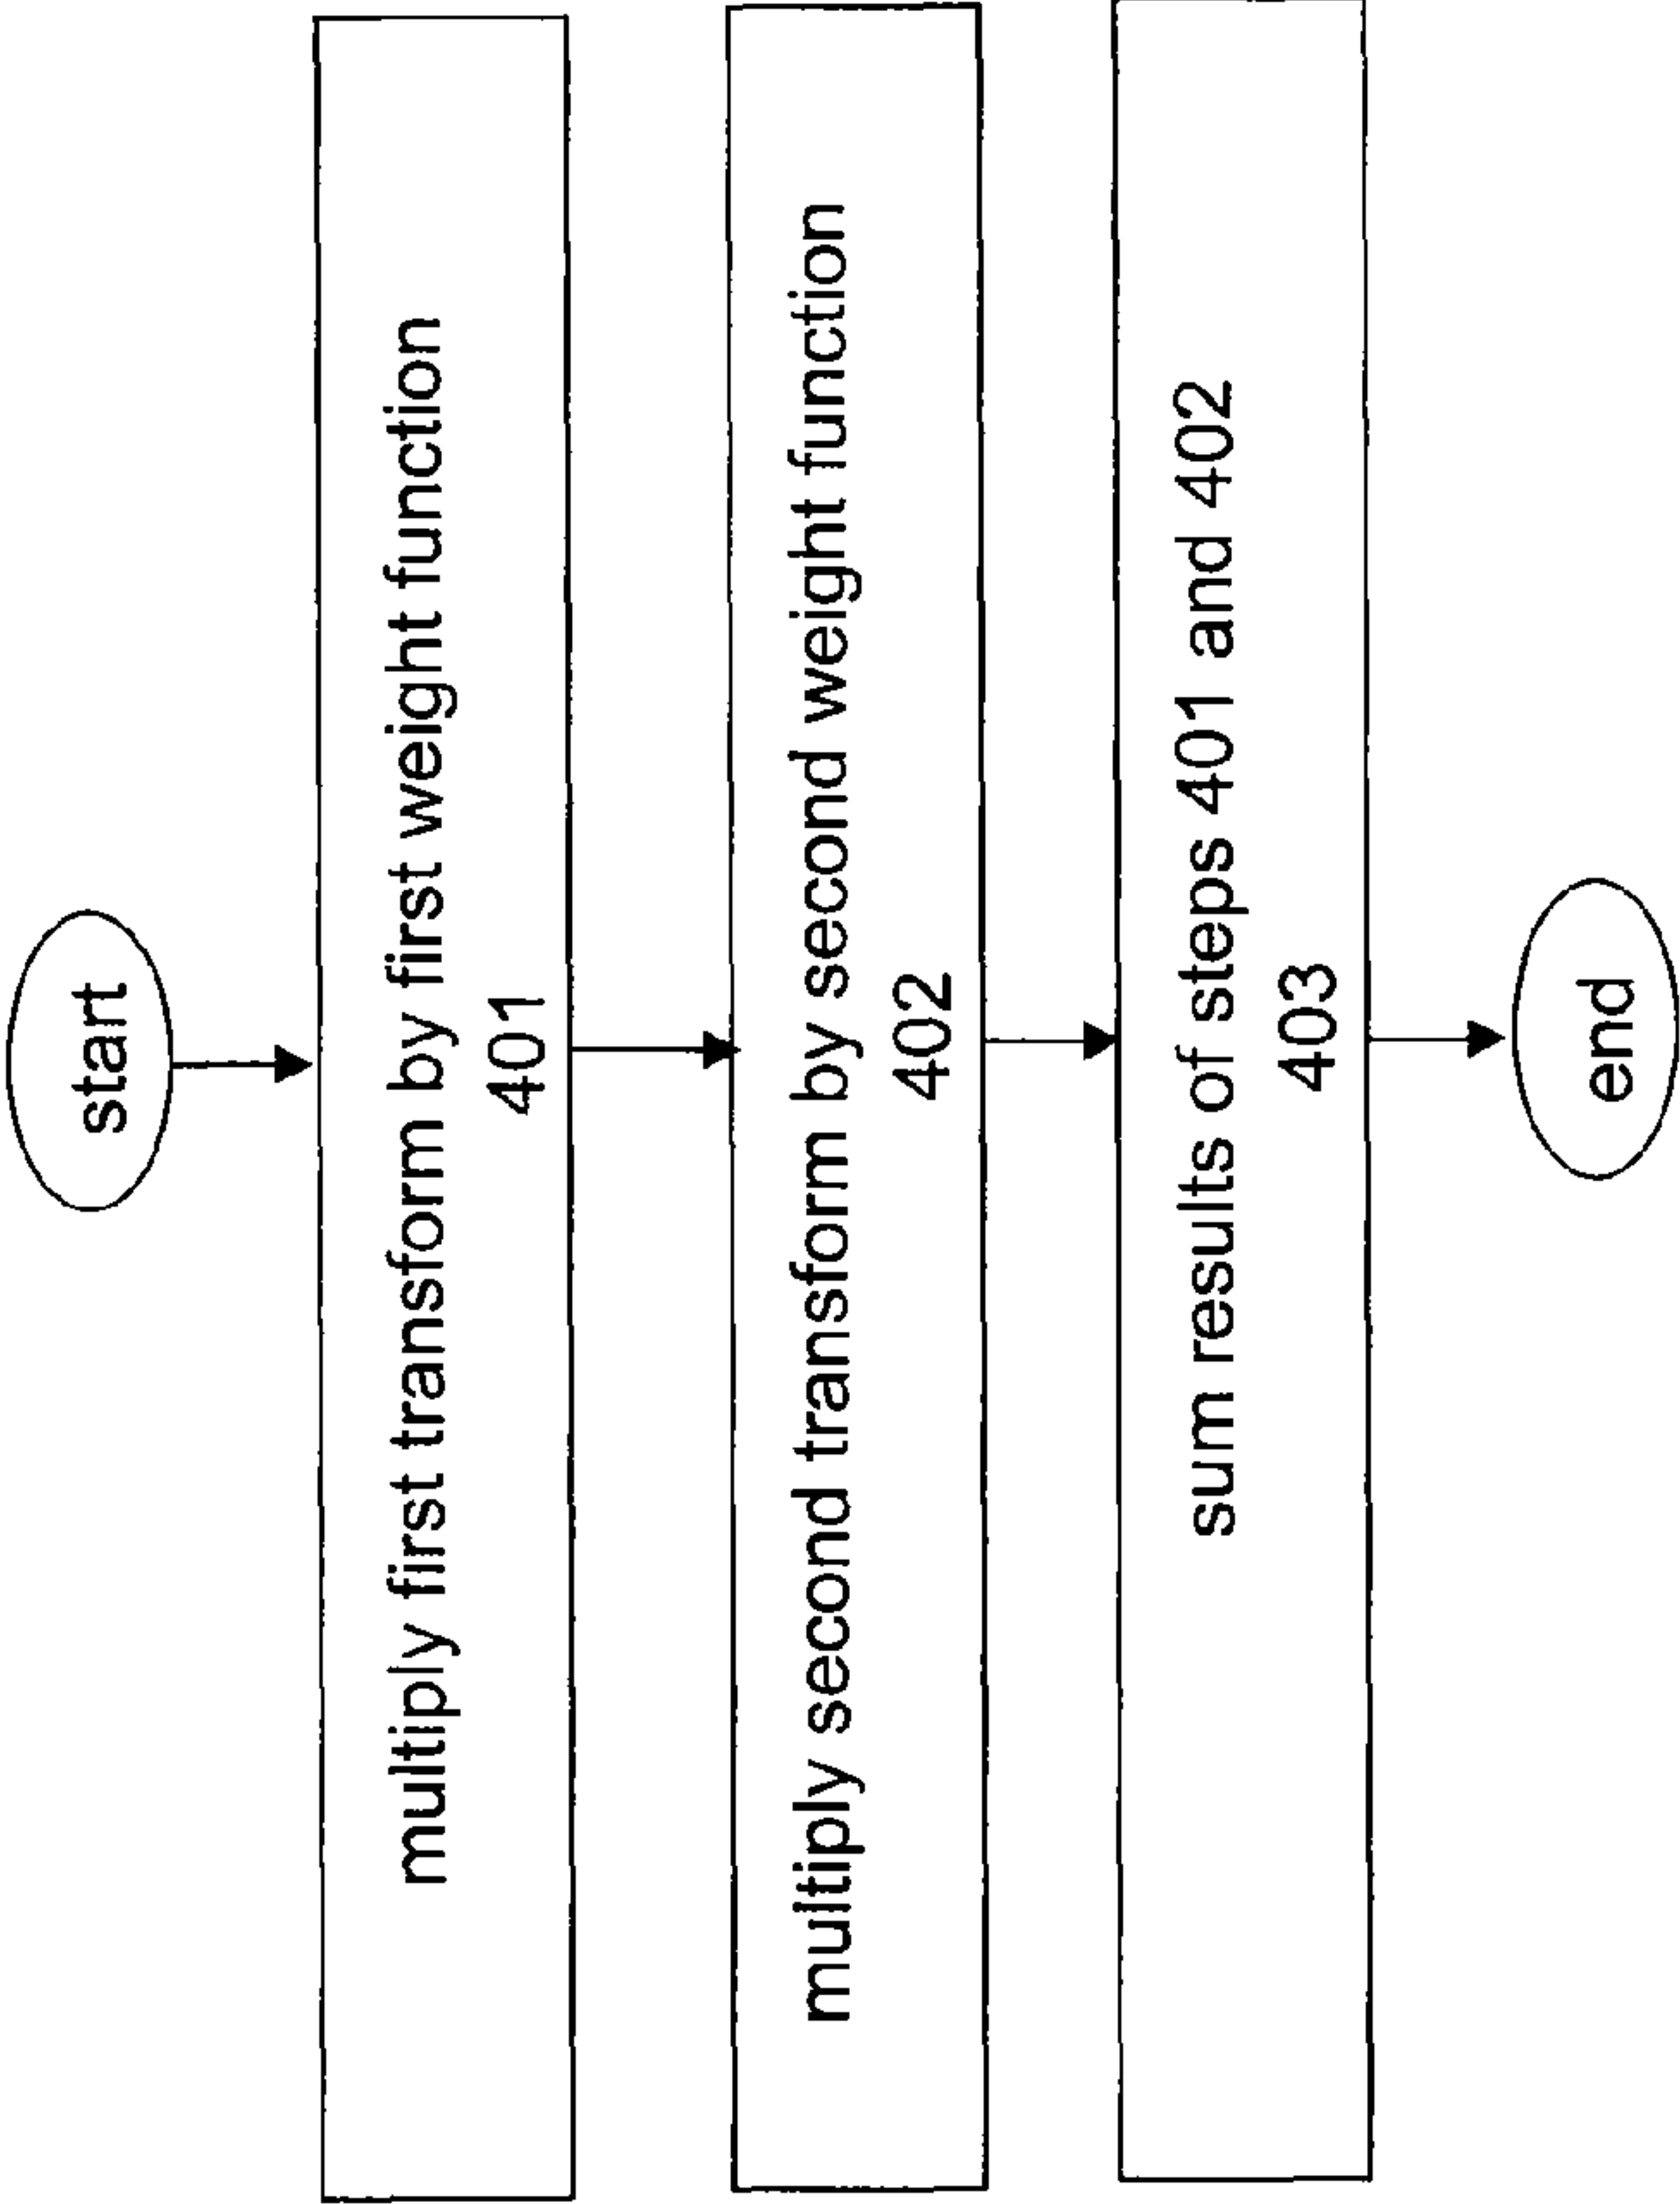 start
multiply first transform by first weight function
401
multiply second transform by second weight function
402
sum results of steps 401 and 402
403
end